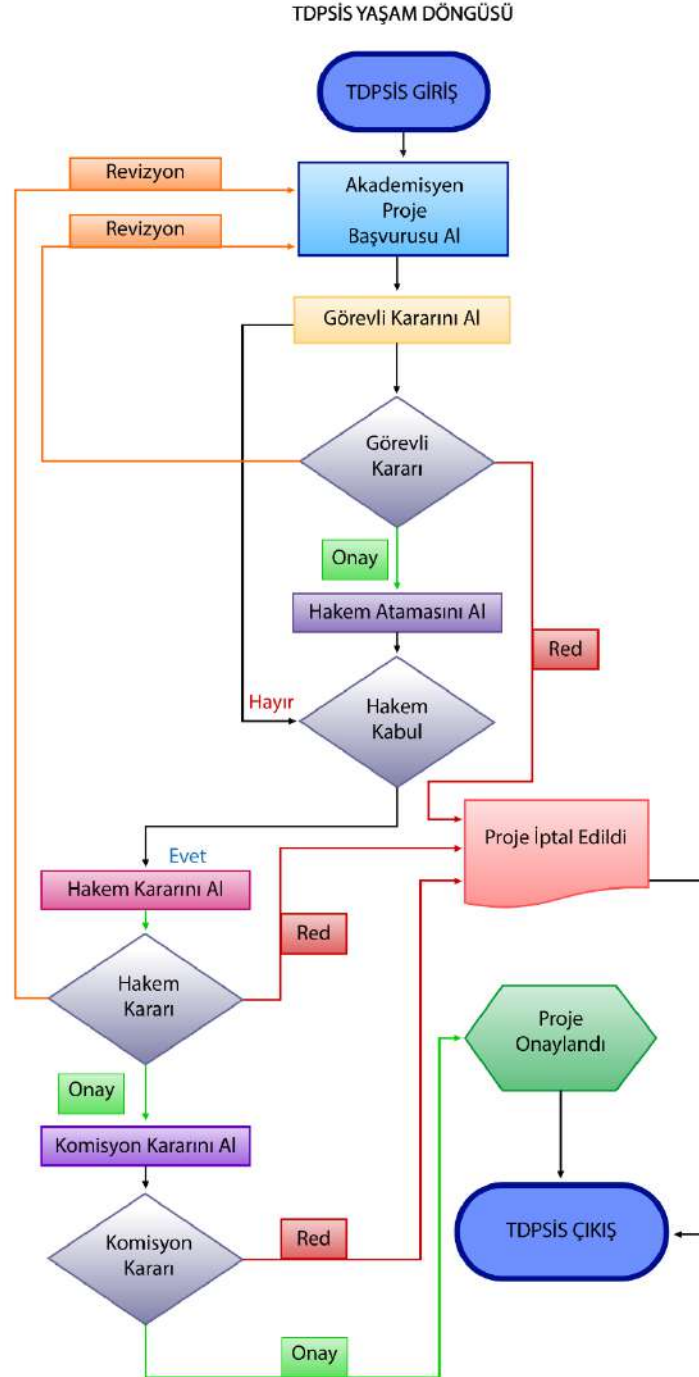 TDPSİS YAŞAM DÖNGÜSÜ
TDPSİS GİRİŞ
Revizyon
Akademisyen
Proje
Başvurusu Al
Revizyon
Görevli Kararını Al
Görevli
Kararı
Onay
Hakem Atamasını Al
Red
Hakem
Kabul
Hayır
Proje İptal Edildi
Evet
Hakem Kararını Al
Red
Hakem
Kararı
Proje
Onaylandı
Onay
Komisyon Kararını Al
TDPSİS ÇIKIŞ
Komisyon
Kararı
Red
Onay